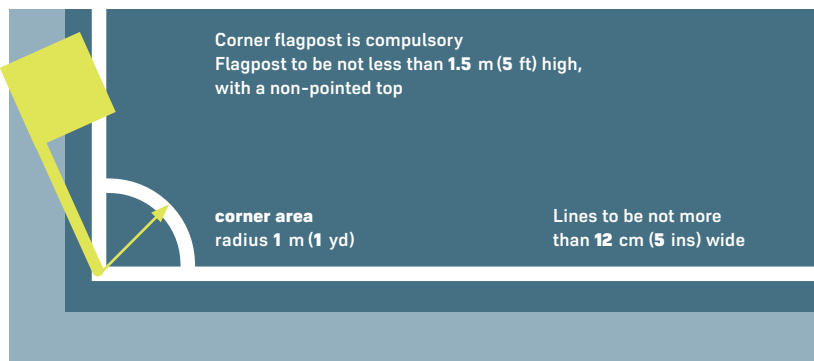 Corner flagpost is compulsory
Flagpost to be not less than 1.5 m (5 ft) high,
with a non-pointed top
corner area
radius 1 m (1 yd)
Lines to be not more
than 12 cm (5 ins) wide